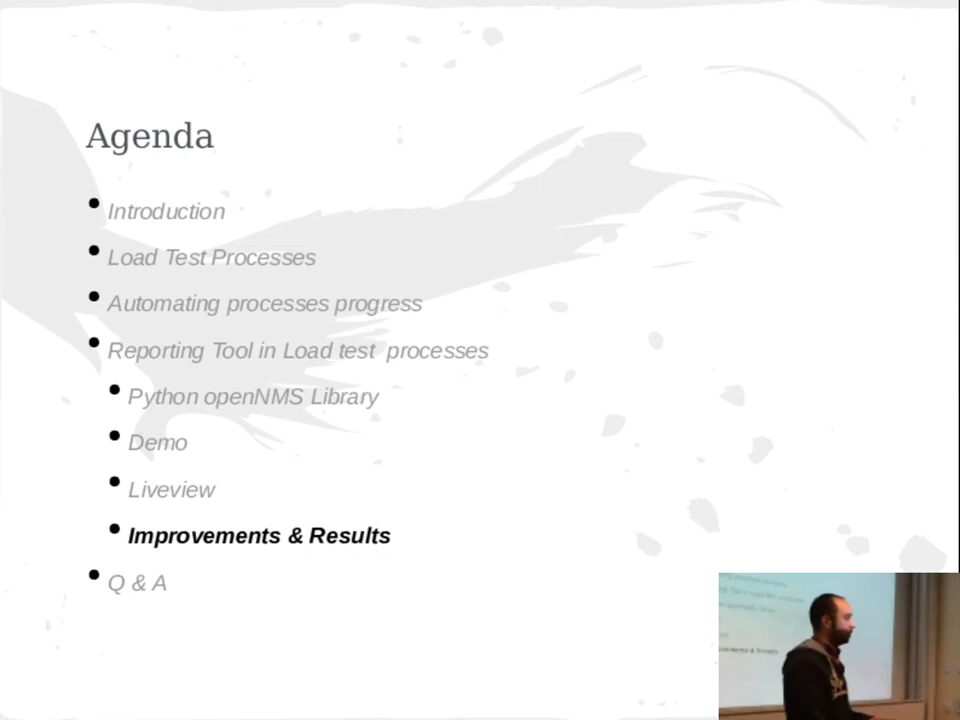 Agenda
Introduction
Load Test Processes
Automating processes progress
Reporting Tool in Load test  processes
Python openNMS Library
Demo
Liveview
Improvements & Results
Q & A